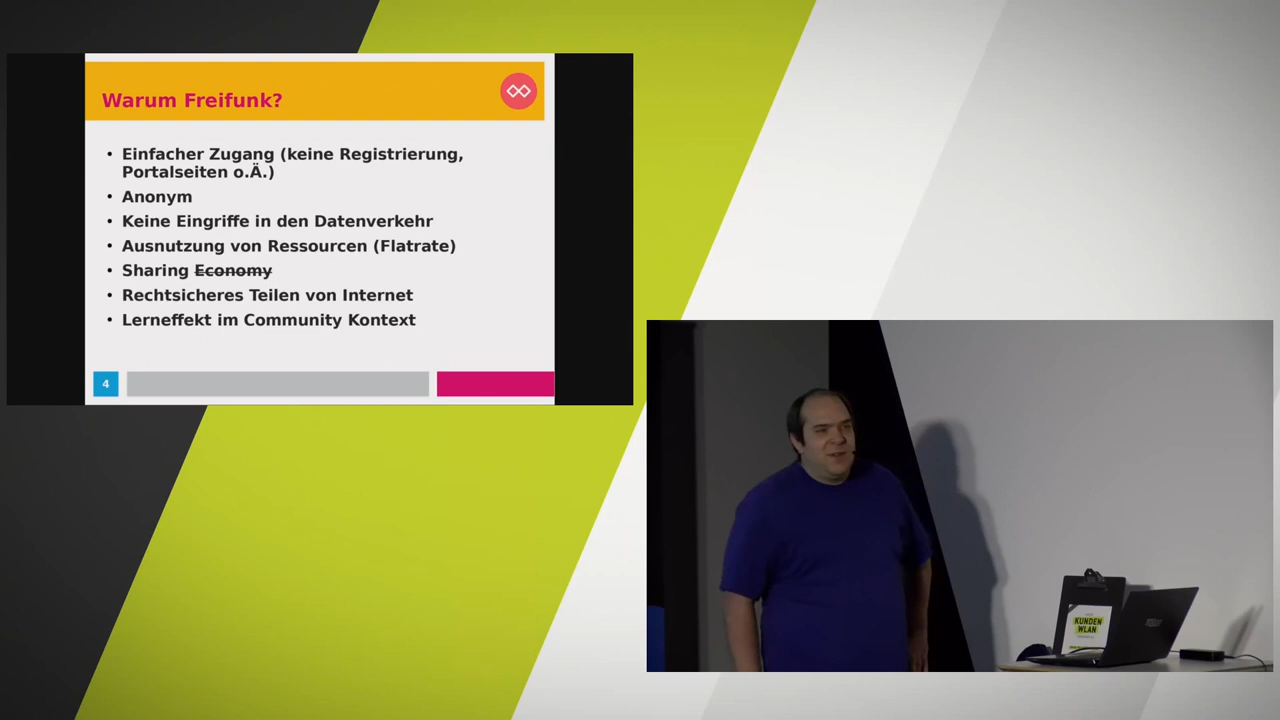 Warum Freifunk?
• Einfacher Zugang (keine Registrierung,
Portalseiten o.Ä.)
• Anonym
• Keine Eingriffe in den Datenverkehr
• Ausnutzung von Ressourcen (Flatrate)
• Sharing Economy
• Rechtsicheres Teilen von Internet
• Lerneffekt im Community Kontext
4
KUNDEN
WLAN